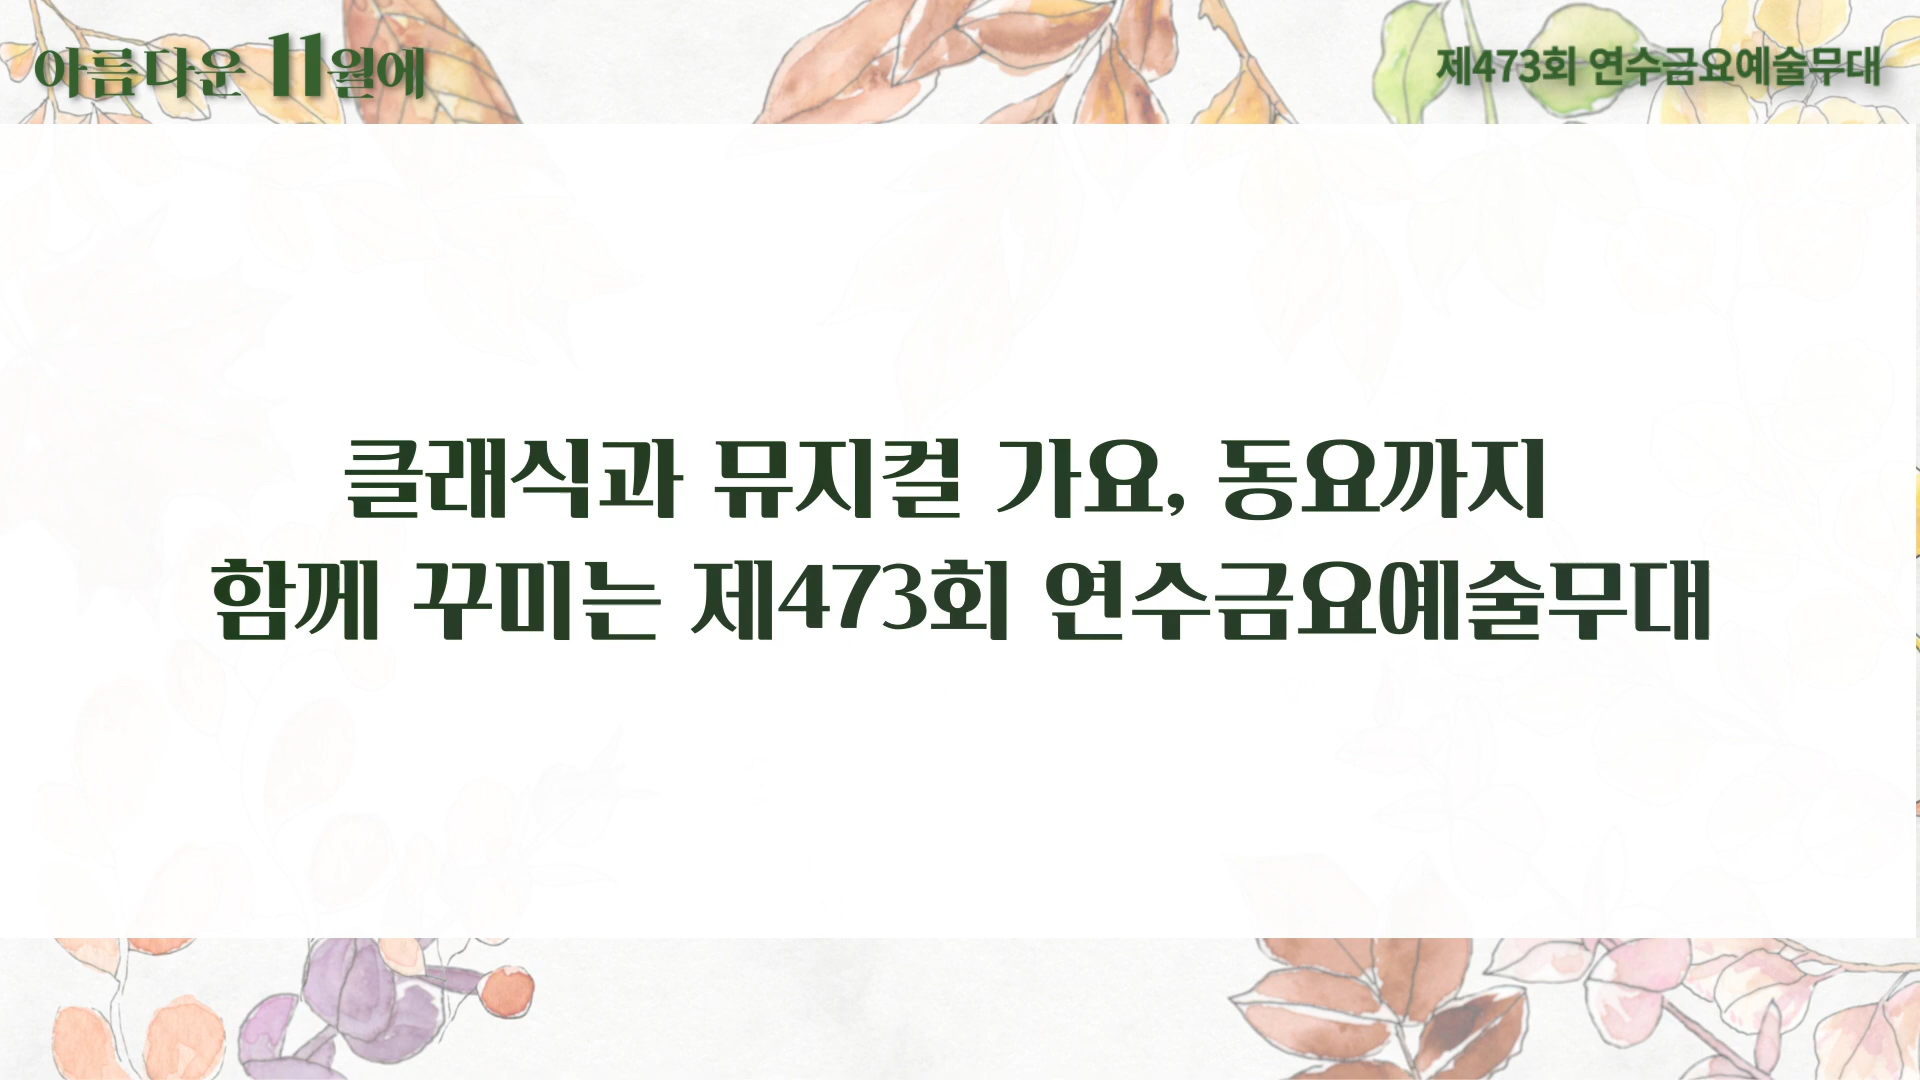 아름다운 11월에
제473회 연수금요예술무대
클래식과 뮤지컬 가요, 동요까지
함께 꾸미는 제473회 연수금요예술무대